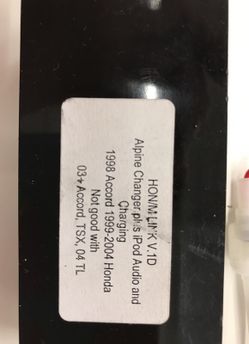 HON/M-LINK V.1D
Alpine Changer plus iPod Audio and
Charging
1998 Accord 1999-2004 Honda
Not good with
03+ Accord, TSX, 04 TL